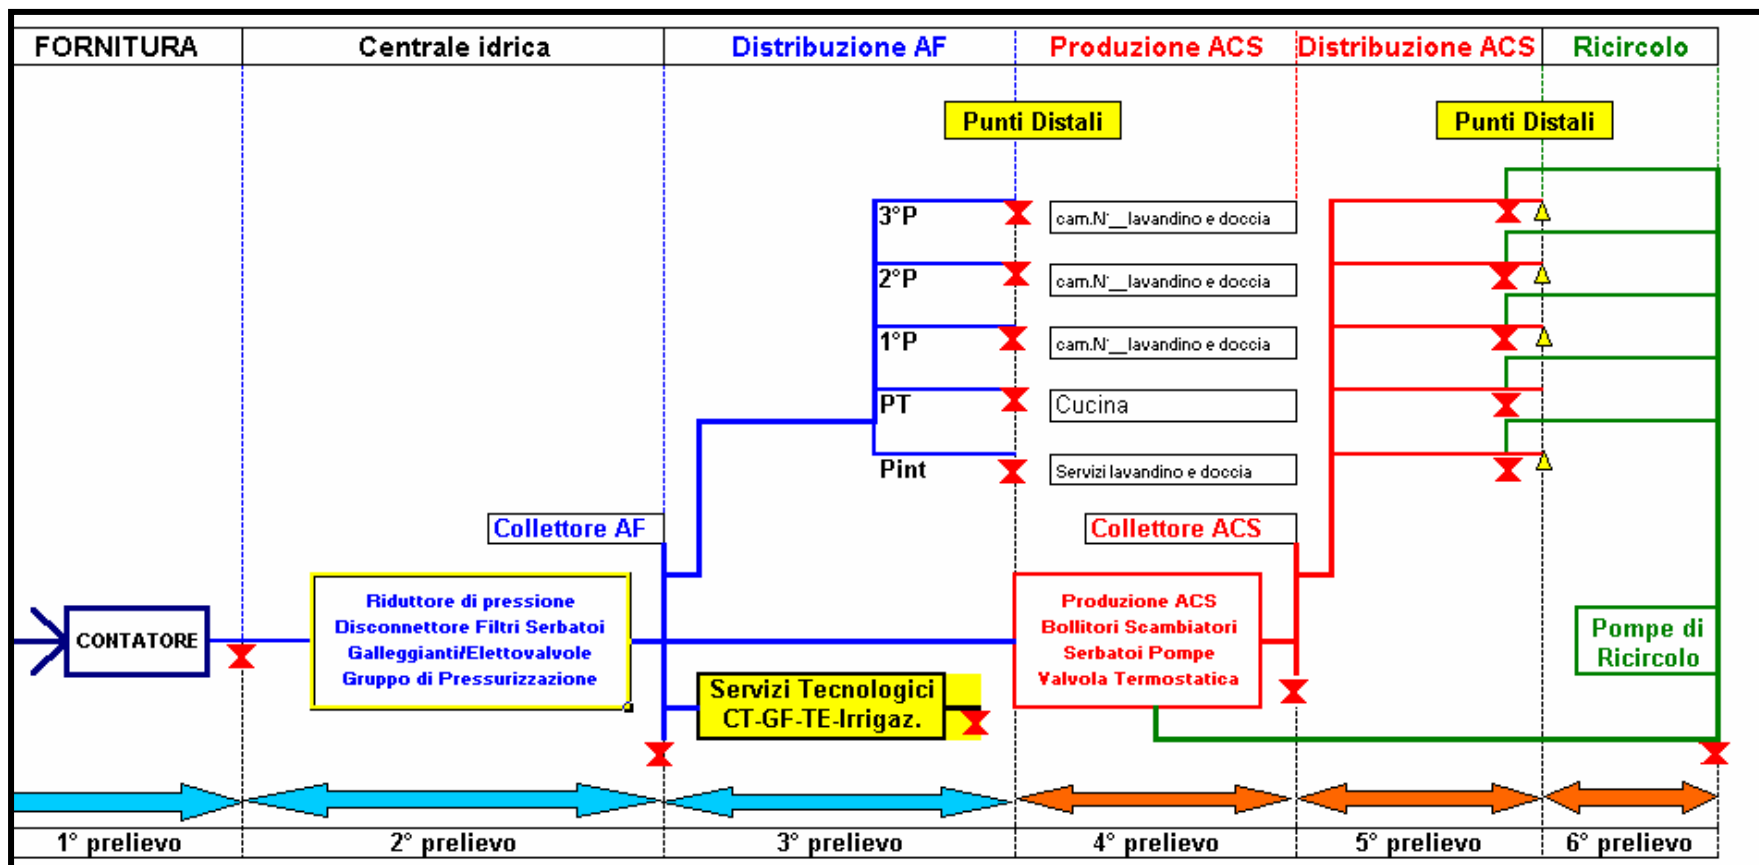 FORNITURA
Centrale idrica
Distribuzione AF
Produzione ACS
Distribuzione ACS
Ricircolo
Punti Distali
Punti Distali
3°P
cam.N°__lavandino e doccia
2°P
cam.N°__lavandino e doccia
1°P
cam.N°__lavandino e doccia
PT
Cucina
Pint
Servizi lavandino e doccia
Collettore AF
Collettore ACS
CONTATORE
Riduttore di pressione
Disconnettore Filtri Serbatoi
Galleggianti/Elettovalvole
Gruppo di Pressurizzazione
Servizi Tecnologici
CT-GF-TE-Irrigaz.
Produzione ACS
Bollitori Scambiatori
Serbatoi Pompe
Valvola Termostatica
Pompe di
Ricircolo
1° prelievo
2° prelievo
3° prelievo
4° prelievo
5° prelievo
6° prelievo